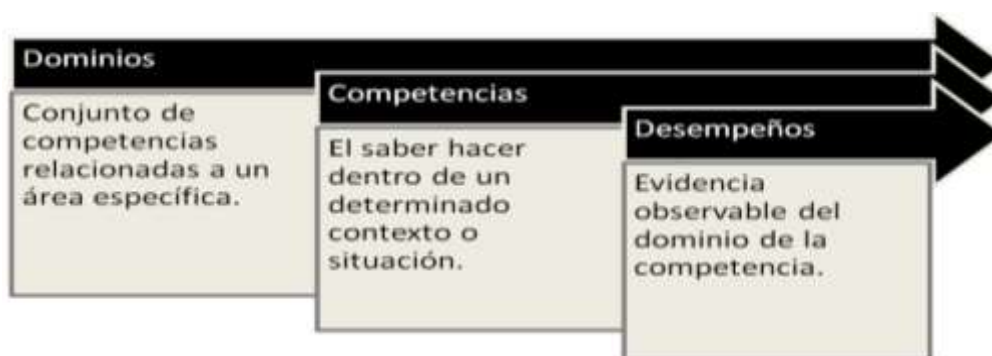 Dominios
Conjunto de
competencias
relacionadas a un
área específica.
Competencias
El saber hacer
dentro de un
determinado
contexto o
situación.
Desempeños
Evidencia
observable del
dominio de la
competencia.